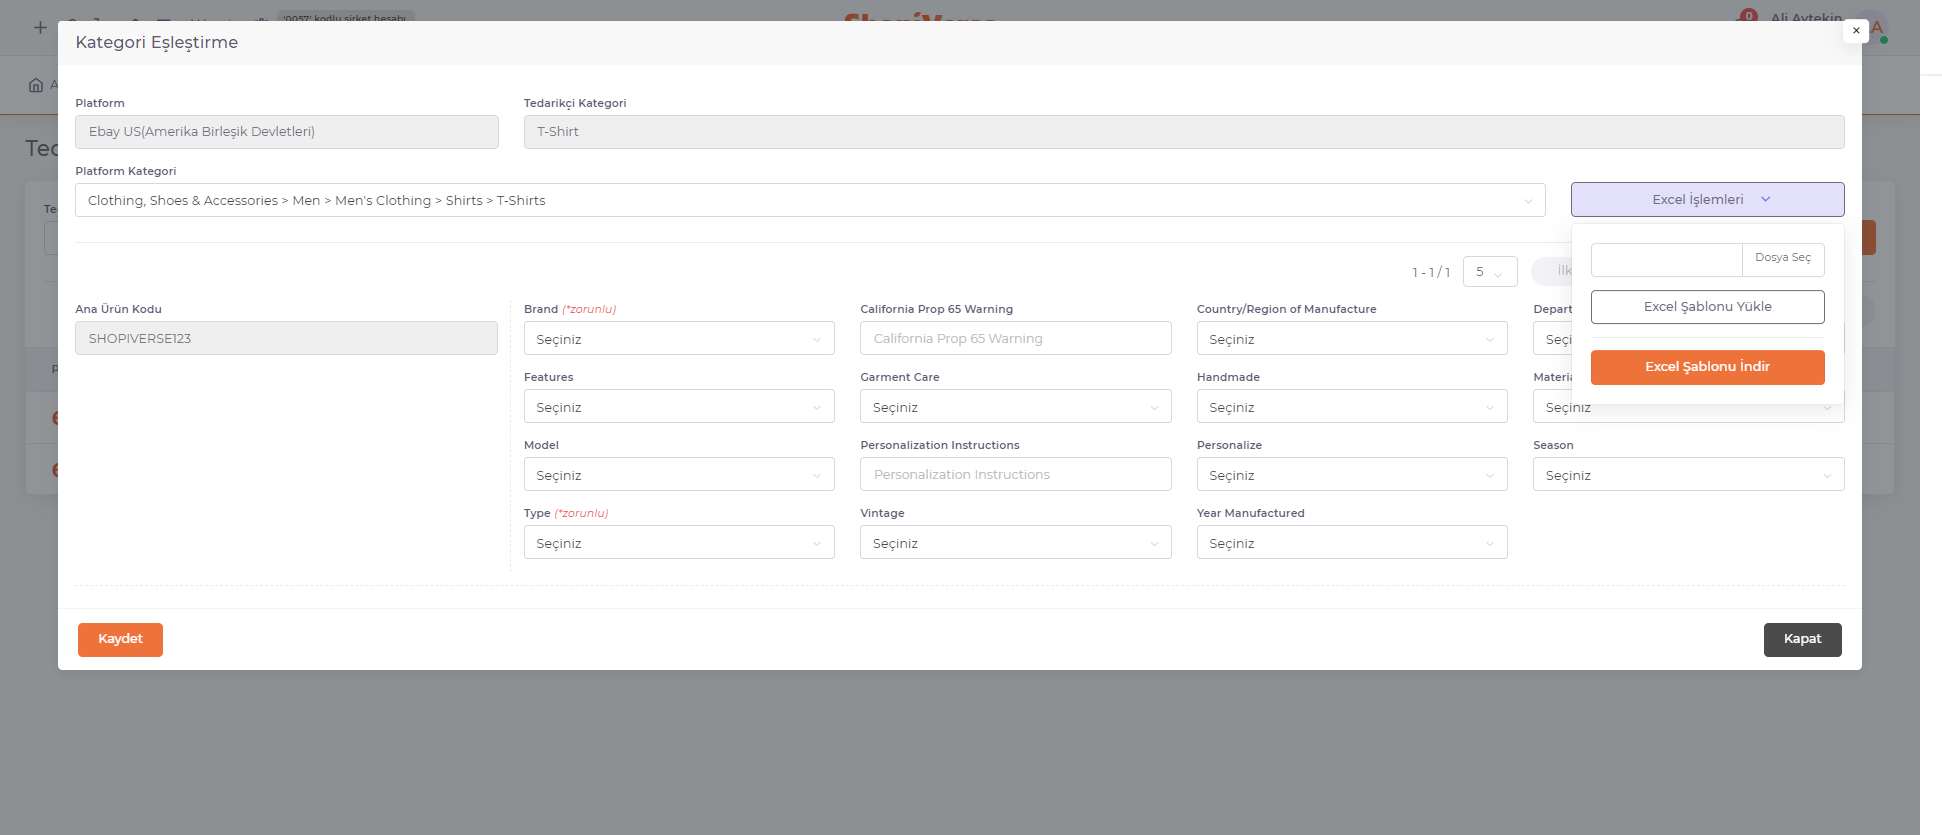 '0057' kodlu şirket hesabı
0
Ali Aytekin
A
Kategori Eşleştirme
×
Platform
Tedarikçi Kategori
Ebay US(Amerika Birleşik Devletleri)
T-Shirt
Platform Kategori
Clothing, Shoes & Accessories > Men > Men's Clothing > Shirts > T-Shirts
Excel İşlemleri
Dosya Seç
1 - 1 / 1
5
İlk
Excel Şablonu Yükle
Excel Şablonu İndir
Ana Ürün Kodu
SHOPIVERSE123
Brand (*zorunlu)
California Prop 65 Warning
Country/Region of Manufacture
Depart
Seçiniz
California Prop 65 Warning
Seçiniz
Seçi
Features
Garment Care
Handmade
Materia
Seçiniz
Seçiniz
Seçiniz
Seçiniz
Model
Personalization Instructions
Personalize
Season
Seçiniz
Personalization Instructions
Seçiniz
Seçiniz
Type (*zorunlu)
Vintage
Year Manufactured
Seçiniz
Seçiniz
Seçiniz
Kaydet
Kapat